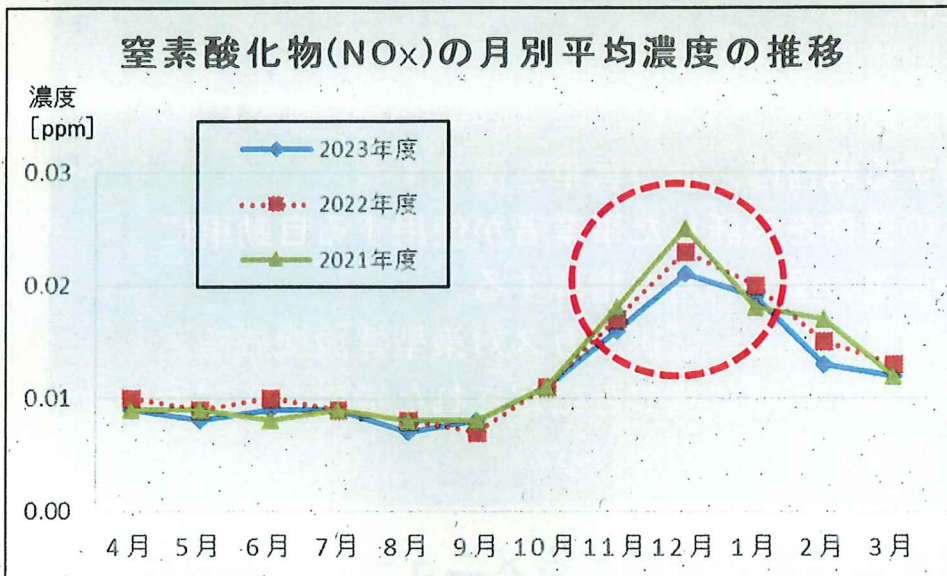 窒素酸化物(NOx)の月別平均濃度の推移
濃度
[ppm]
2023年度
2022年度
2021年度
0.03
0.02
0.01
0.00
4月 5月 6月 7月 8月 9月 10月 11月 12月 1月 2月 3月